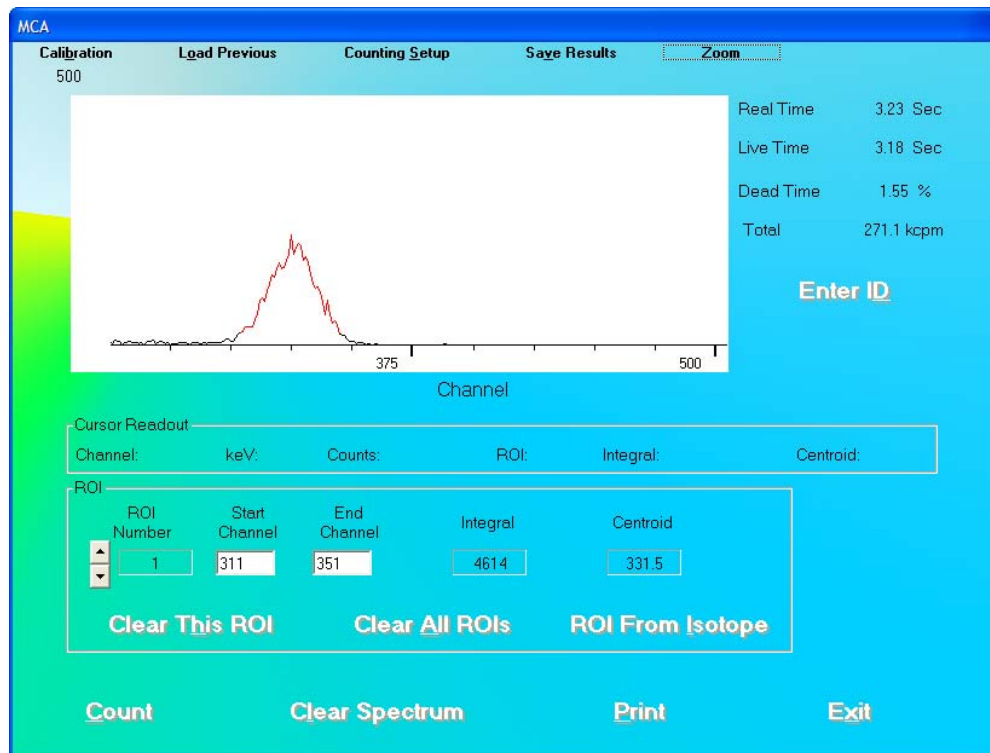 MCA
Calibration Load Previous Counting Setup Save Results Zoom
500
Real Time 3.23 Sec
Live Time 3.18 Sec
Dead Time 1.55 %
Total 271.1 kcpm
Enter ID
375 500
Channel
Cursor Readout
Channel: keV: Counts: ROI: Integral: Centroid:
ROI
ROI Number Start Channel End Channel Integral Centroid
1 311 351 4614 331.5
Clear This ROI Clear All ROIs ROI From Isotope
Count Clear Spectrum Print Exit